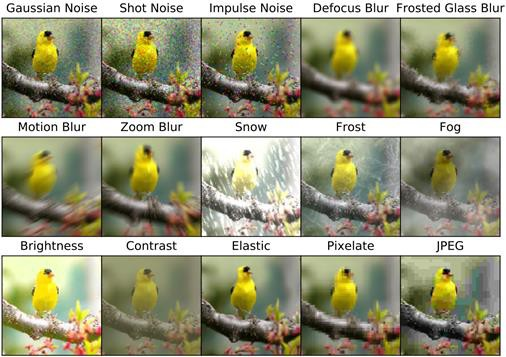 Gaussian Noise Shot Noise Impulse Noise Defocus Blur Frosted Glass Blur
Motion Blur Zoom Blur Snow Frost Fog
Brightness Contrast Elastic Pixelate JPEG